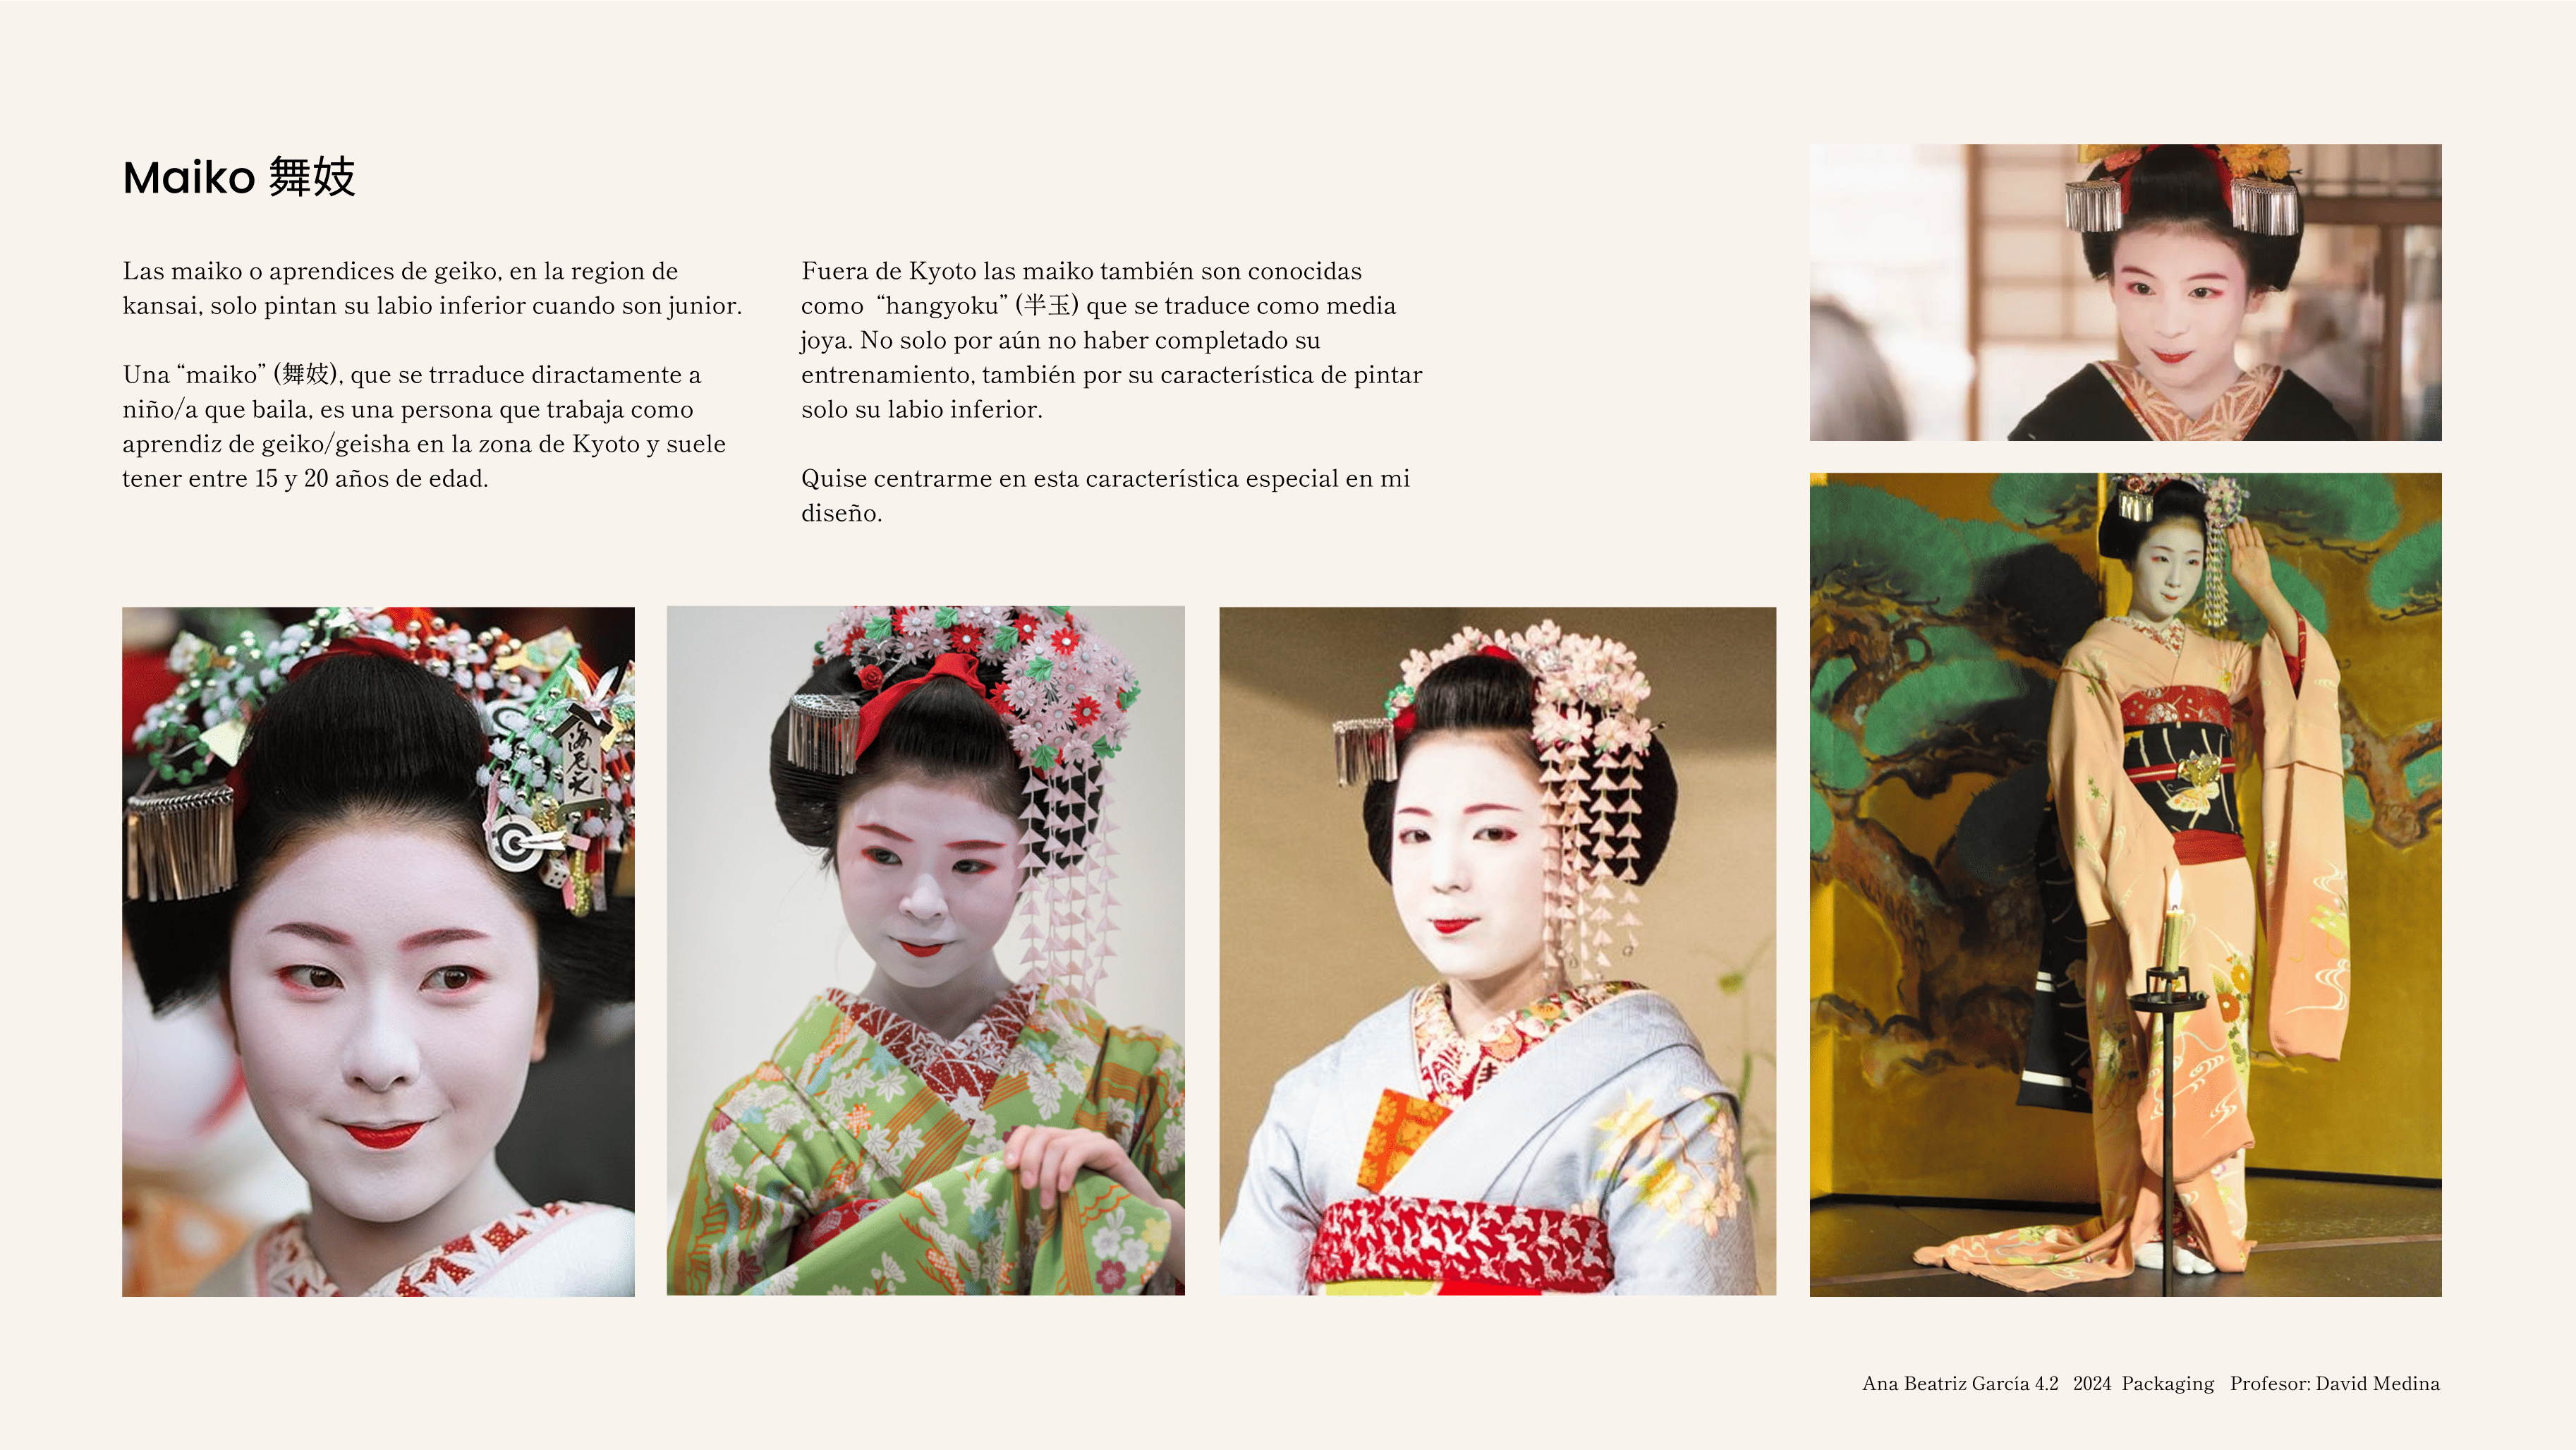 Maiko 舞妓
Las maiko o aprendices de geiko, en la region de
kansai, solo pintan su labio inferior cuando son junior.
Una “maiko” (舞妓), que se trraduce diractamente a
niño/a que baila, es una persona que trabaja como
aprendiz de geiko/geisha en la zona de Kyoto y suele
tener entre 15 y 20 años de edad.
Fuera de Kyoto las maiko también son conocidas
como “hangyoku” (半玉) que se traduce como media
joya. No solo por aún no haber completado su
entrenamiento, también por su característica de pintar
solo su labio inferior.
Quise centrarme en esta característica especial en mi
diseño.
Ana Beatriz García 4.2 2024 Packaging Profesor: David Medina